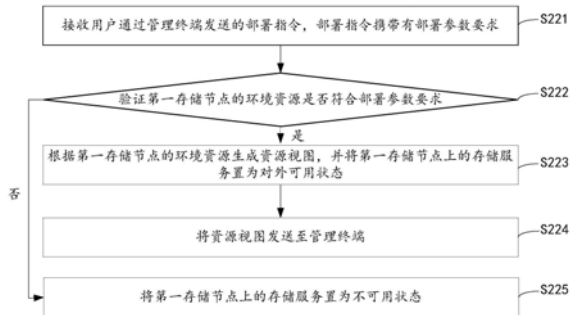 接收用户通过管理终端发送的部署指令，部署指令携带有部署参数要求
S221
验证第一存储节点的环境资源是否符合部署参数要求
S222
是
根据第一存储节点的环境资源生成资源视图，并将第一存储节点上的存储服
务置为对外可用状态
S223
否
将资源视图发送至管理终端
S224
将第一存储节点上的存储服务置为不可用状态
S225